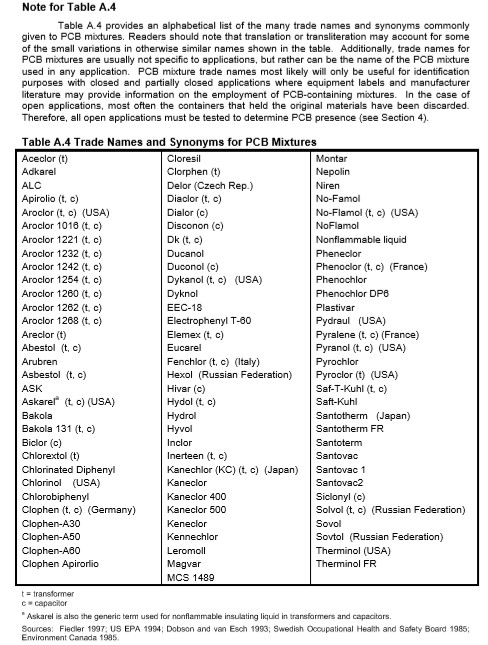 Note for Table A.4
Table A.4 provides an alphabetical list of the many trade names and synonyms commonly
given to PCB mixtures. Readers should note that translation or transliteration may account for some
of the small variations in otherwise similar names shown in the table. Additionally, trade names for
PCB mixtures are usually not specific to applications, but rather can be the name of the PCB mixture
used in any application. PCB mixture trade names most likely will only be useful for identification
purposes with closed and partially closed applications where equipment labels and manufacturer
literature may provide information on the employment of PCB-containing mixtures. In the case of
open applications, most often the containers that held the original materials have been discarded.
Therefore, all open applications must be tested to determine PCB presence (see Section 4).
Table A.4 Trade Names and Synonyms for PCB Mixtures
Aceclor (t)
Adkarel
ALC
Apirolio (t, c)
Aroclor (t, c) (USA)
Aroclor 1016 (t, c)
Aroclor 1221 (t, c)
Aroclor 1232 (t, c)
Aroclor 1242 (t, c)
Aroclor 1254 (t, c)
Aroclor 1260 (t, c)
Aroclor 1262 (t, c)
Aroclor 1268 (t, c)
Areclor (t)
Abestol (t, c)
Arubren
Asbestol (t, c)
ASK
Askarelª (t, c) (USA)
Bakola
Bakola 131 (t, c)
Biclor (c)
Chlorextol (t)
Chlorinated Diphenyl
Chlorinol (USA)
Chlorobiphenyl
Clophen (t, c) (Germany)
Clophen-A30
Clophen-A50
Clophen-A60
Clophen Apirorlio
Cloresil
Clorphen (t)
Delor (Czech Rep.)
Diaclor (t, c)
Dialor (c)
Disconon (c)
Dk (t, c)
Ducanol
Duconol (c)
Dykanol (t, c) (USA)
Dyknol
EEC-18
Electrophenyl T-60
Elemex (t, c)
Eucarel
Fenchlor (t, c) (Italy)
Hexol (Russian Federation)
Hivar (c)
Hydol (t, c)
Hydrol
Hyvol
Inclor
Inerteen (t, c)
Kanechlor (KC) (t, c) (Japan)
Kaneclor
Kaneclor 400
Kaneclor 500
Keneclor
Kennechlor
Leromoll
Magvar
MCS 1489
Montar
Nepolin
Niren
No-Famol
No-Flamol (t, c) (USA)
NoFlamol
Nonflammable liquid
Pheneclor
Phenoclor (t, c) (France)
Phenochlor
Phenochlor DP6
Plastivar
Pydraul (USA)
Pyralene (t, c) (France)
Pyranol (t, c) (USA)
Pyrochlor
Pyroclor (t) (USA)
Saf-T-Kuhl (t, c)
Saft-Kuhl
Santotherm (Japan)
Santotherm FR
Santoterm
Santovac
Santovac 1
Santovac2
Siclonyl (c)
Solvol (t, c) (Russian Federation)
Sovol
Sovtol (Russian Federation)
Therminol (USA)
Therminol FR
t = transformer
c = capacitor
ª Askarel is also the generic term used for nonflammable insulating liquid in transformers and capacitors.
Sources: Fiedler 1997; US EPA 1994; Dobson and van Esch 1993; Swedish Occupational Health and Safety Board 1985;
Environment Canada 1985.